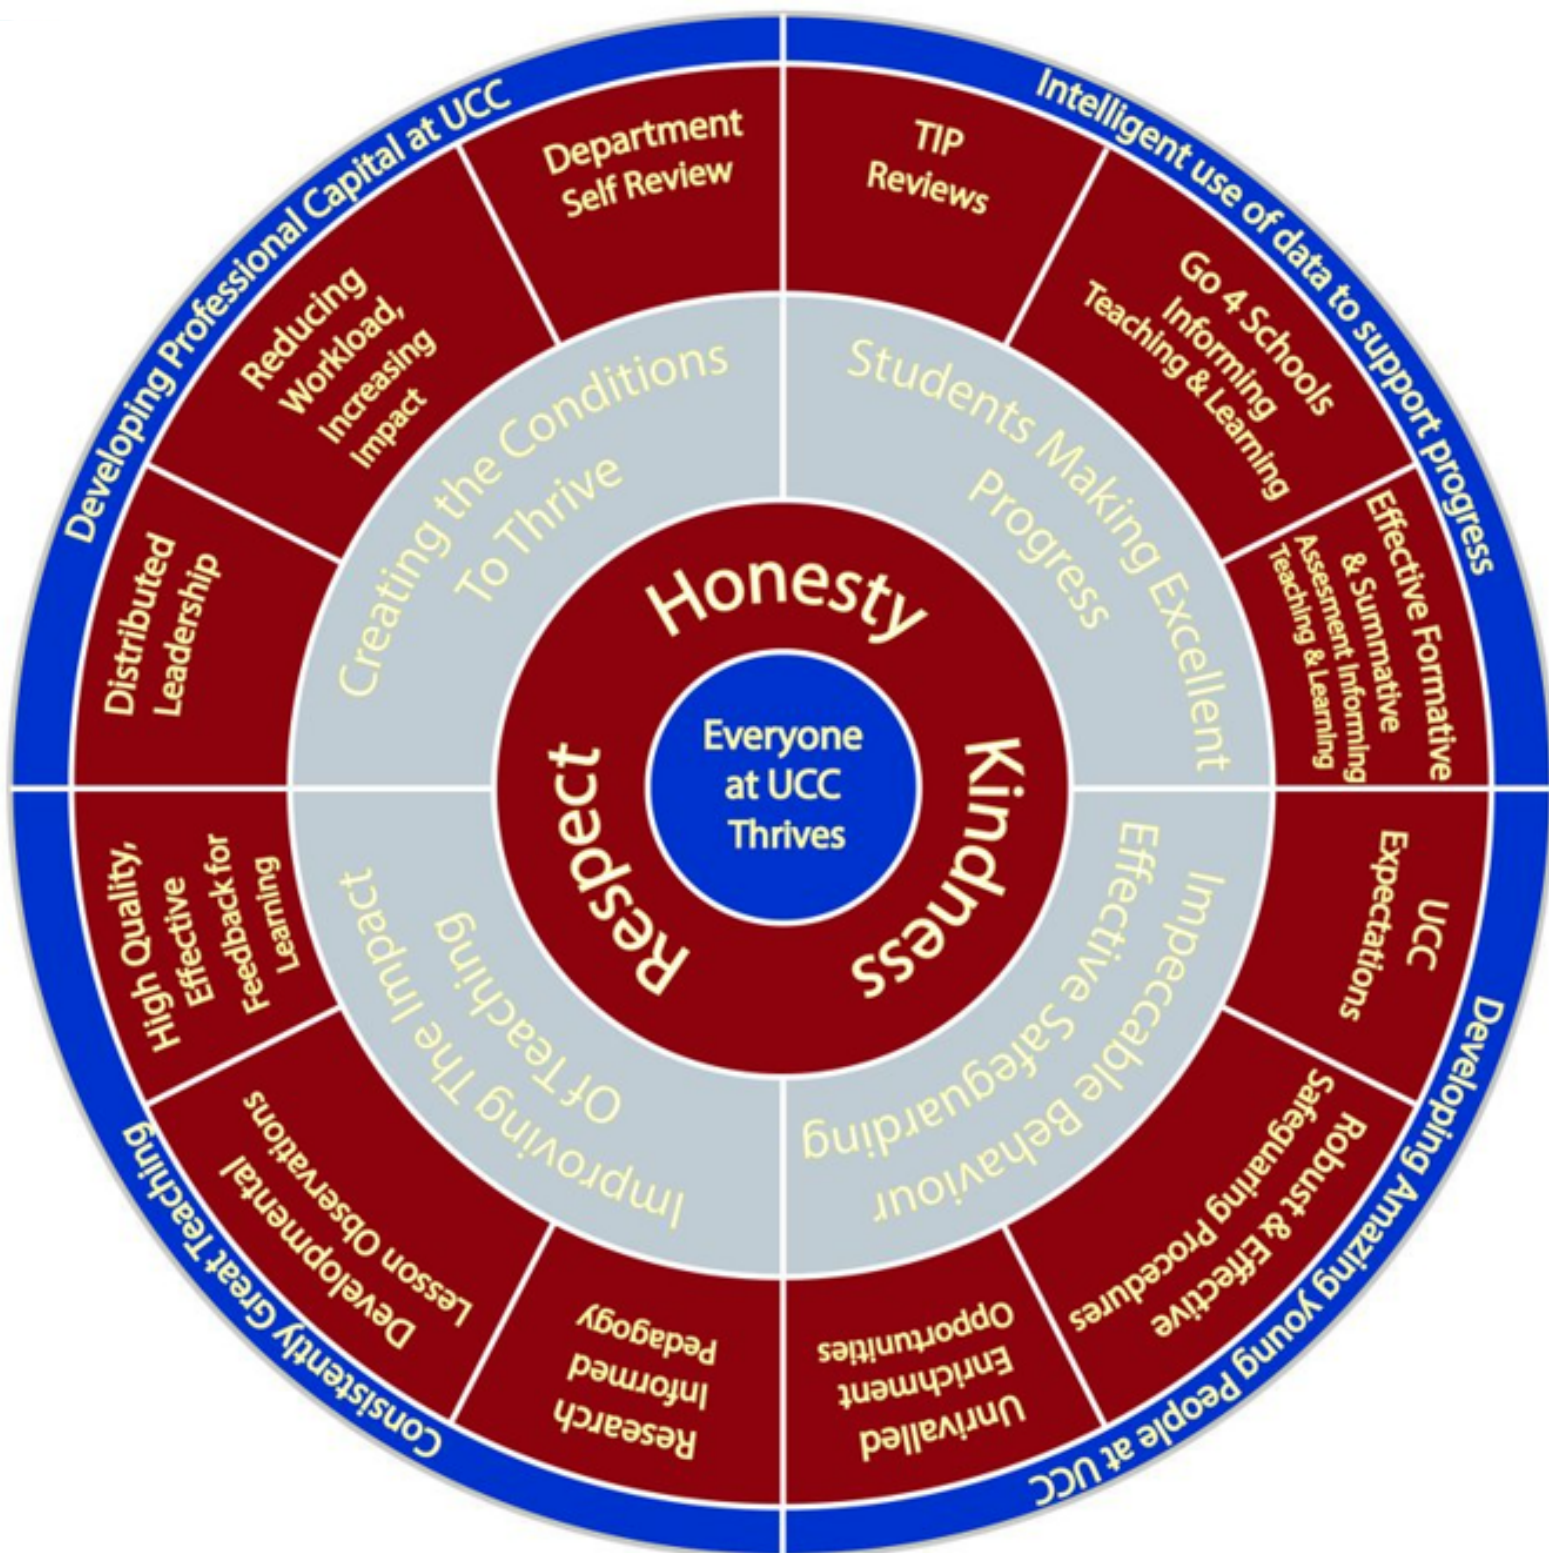 Everyone
at UCC
Thrives
Honesty
Kindness
Respect
Creating the Conditions
To Thrive
Students Making Excellent
Progress
Impeccable Behaviour
Effective Safeguarding
Improving The Impact
Of Teaching
Department
Self Review
TIP
Reviews
Go 4 Schools
Informing
Teaching & Learning
Effective Formative
& Summative
Assesment Informing
Teaching & Learning
UCC
Expectations
Robust & Effective
Safeguaring Procedures
Unrivalled
Enrichment
Opportunities
Research
Informed
Pedagogy
Developmental
Lesson Observations
High Quality,
Effective
Feedback for
Learning
Distributed
Leadership
Reducing
Workload,
Increasing
Impact
Developing Professional Capital at UCC
Intelligent use of data to support progress
Developing Amazing young People at UCC
Consistently Great Teaching